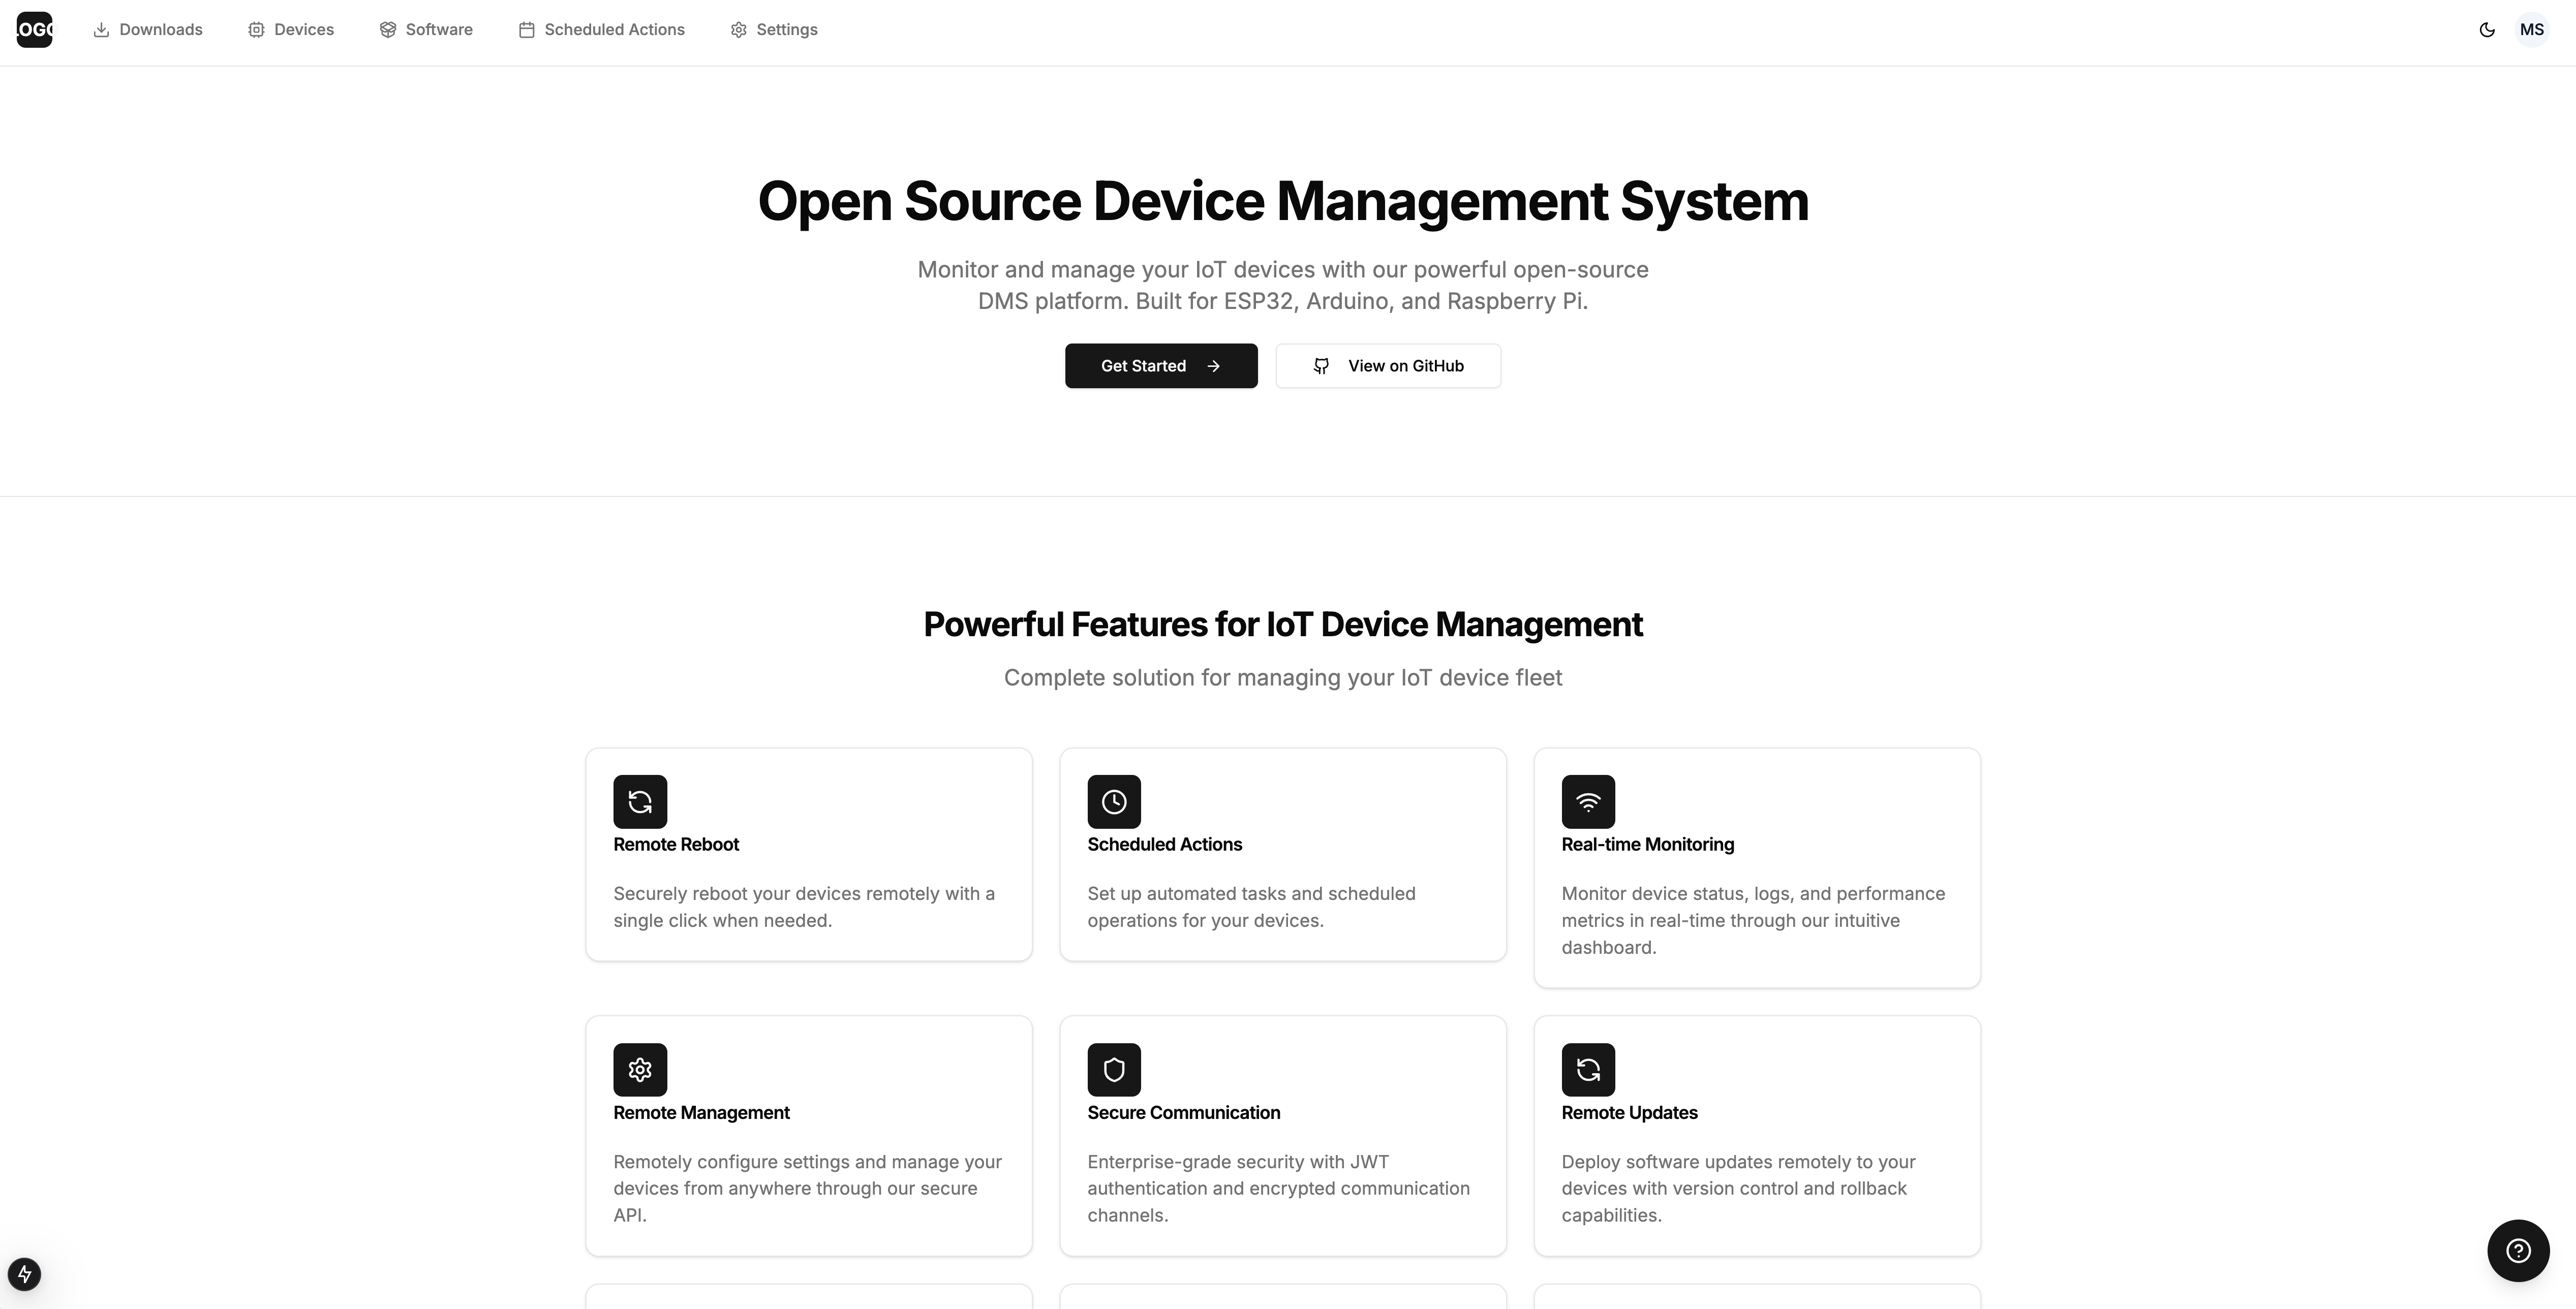 LOGO
Downloads
Devices
Software
Scheduled Actions
Settings
MS
Open Source Device Management System
Monitor and manage your IoT devices with our powerful open-source
DMS platform. Built for ESP32, Arduino, and Raspberry Pi.
Get Started
View on GitHub
Powerful Features for IoT Device Management
Complete solution for managing your IoT device fleet
Remote Reboot
Securely reboot your devices remotely with a
single click when needed.
Scheduled Actions
Set up automated tasks and scheduled
operations for your devices.
Real-time Monitoring
Monitor device status, logs, and performance
metrics in real-time through our intuitive
dashboard.
Remote Management
Remotely configure settings and manage your
devices from anywhere through our secure
API.
Secure Communication
Enterprise-grade security with JWT
authentication and encrypted communication
channels.
Remote Updates
Deploy software updates remotely to your
devices with version control and rollback
capabilities.